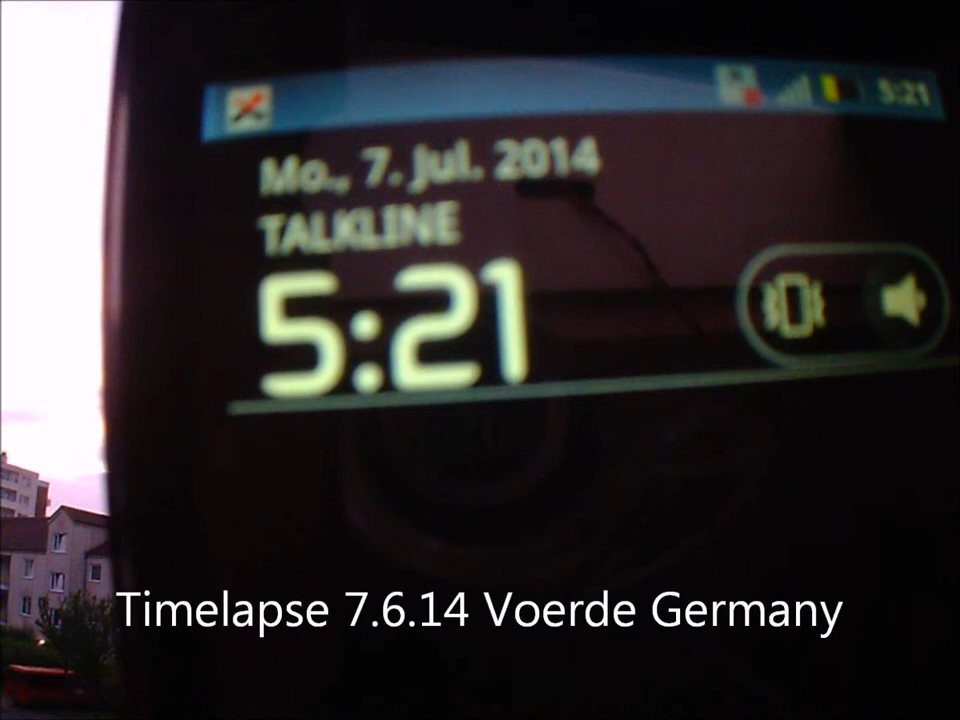 5:21
Mo., 7. Jul. 2014
TALKLINE
5:21
Timelapse 7.6.14 Voerde Germany